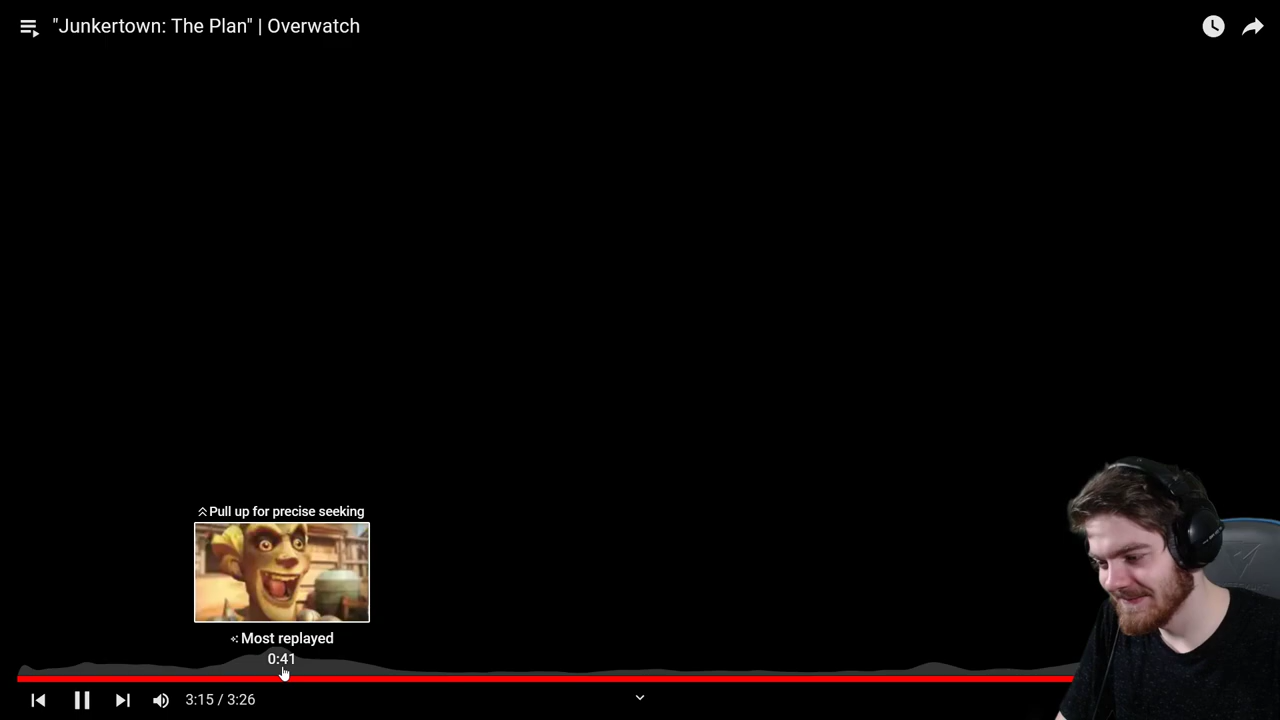 "Junkertown: The Plan" | Overwatch
Pull up for precise seeking
Most replayed
0:41
3:15 / 3:26